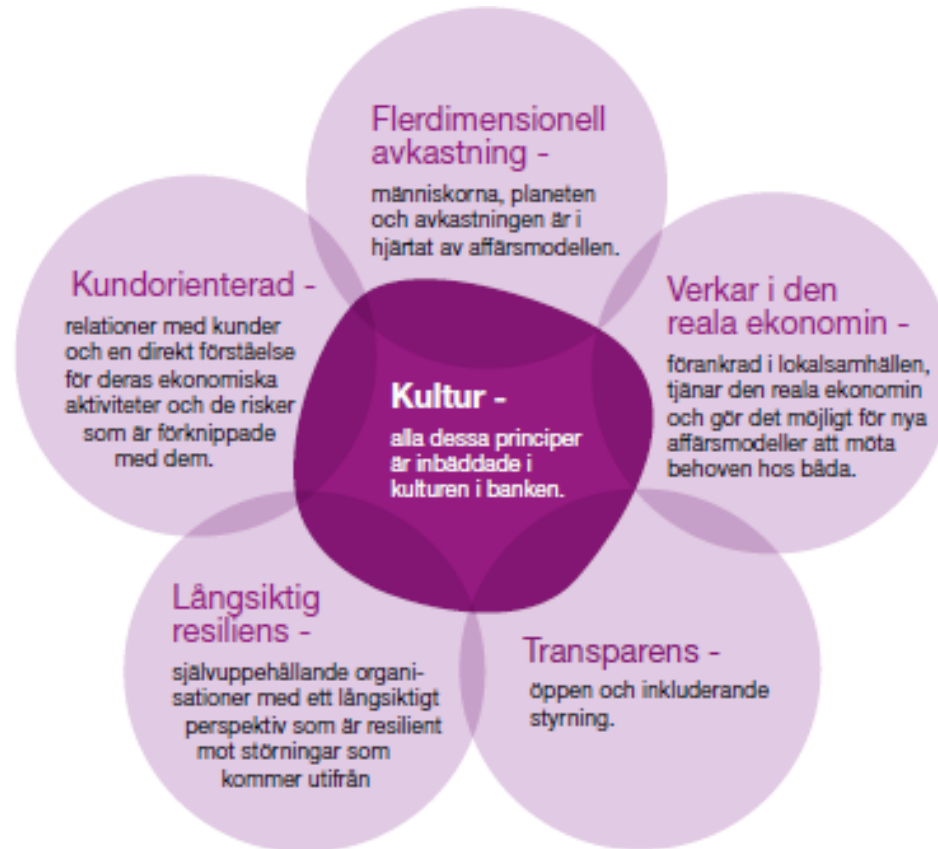 Flerdimensionell
avkastning -
människorna, planeten
och avkastningen är i
hjärtat av affärsmodellen.
Kundorienterad -
relationer med kunder
och en direkt förståelse
för deras ekonomiska
aktiviteter och de risker
som är förknippade
med dem.
Verkar i den
reala ekonomin -
förankrad i lokalsamhällen,
tjänar den reala ekonomin
och gör det möjligt för nya
affärsmodeller att möta
behoven hos båda.
Kultur -
alla dessa principer
är inbäddade i
kulturen i banken.
Långsiktig
resiliens -
självuppehållande organi-
sationer med ett långsiktigt
perspektiv som är resilient
mot störningar som
kommer utifrån
Transparens -
öppen och inkluderande
styrning.